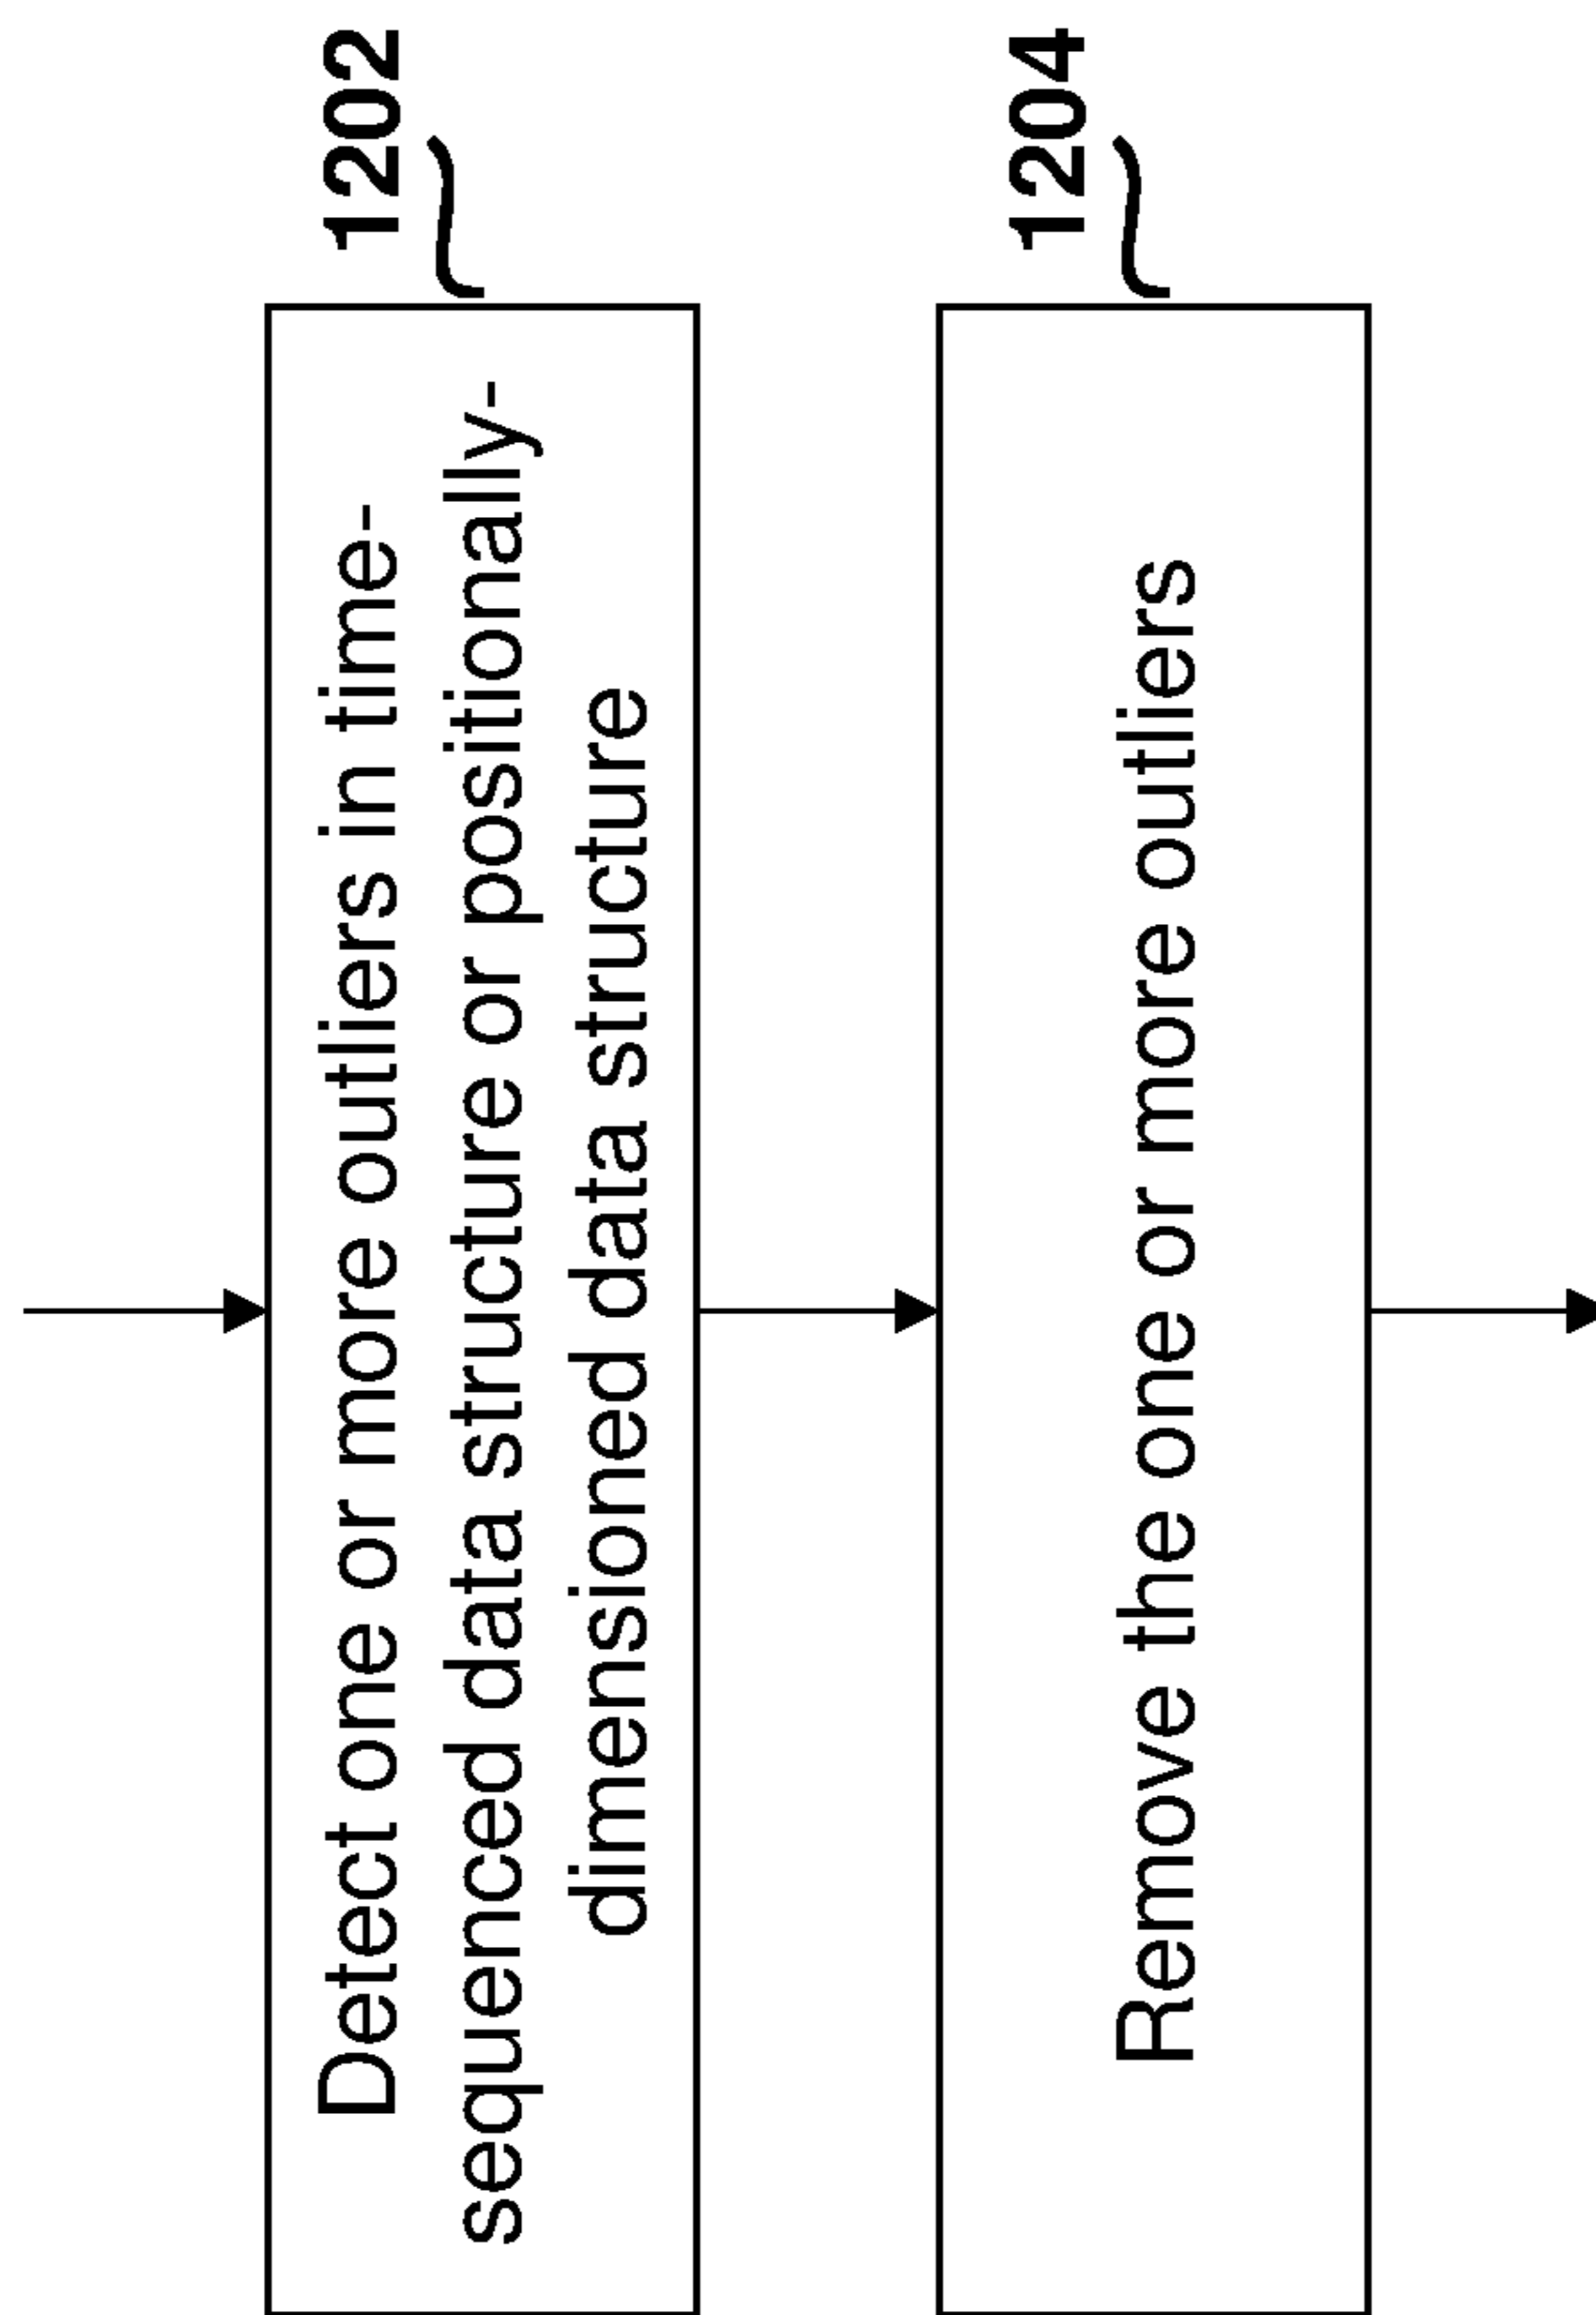 Detect one or more outliers in time-
sequenced data structure or positionally-
dimensioned data structure
1202
Remove the one or more outliers
1204